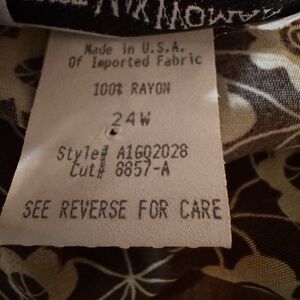 Made in U.S.A.
Of Imported Fabric
100% RAYON
24W
Style# A1G02028
Cut# 8857-A
SEE REVERSE FOR CARE